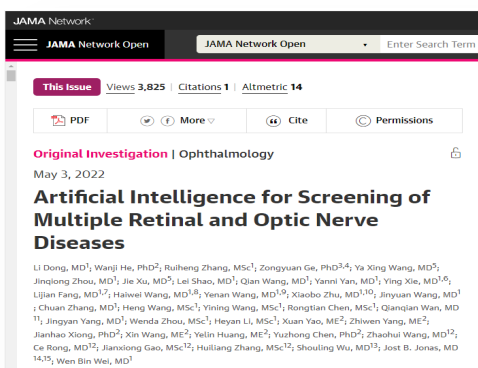 JAMA Network
JAMA Network Open JAMA Network Open Enter Search Term
This Issue Views 3,825 | Citations 1 | Altmetric 14
PDF More Cite Permissions
Original Investigation | Ophthalmology
May 3, 2022
Artificial Intelligence for Screening of
Multiple Retinal and Optic Nerve
Diseases
Li Dong, MD1; Wanji He, PhD2; Ruiheng Zhang, MSc1; Zongyuan Ge, PhD3,4; Ya Xing Wang, MD5;
Jinqiong Zhou, MD1; Jie Xu, MD5; Lei Shao, MD1; Qian Wang, MD1; Yanni Yan, MD1; Ying Xie, MD1,6;
Lijian Fang, MD1,7; Haiwei Wang, MD1,8; Yenan Wang, MD1,9; Xiaobo Zhu, MD1,10; Jinyuan Wang, MD1
; Chuan Zhang, MD1; Heng Wang, MSc1; Yining Wang, MSc1; Rongtian Chen, MSc1; Qianqian Wan, MD
11; Jingyan Yang, MD1; Wenda Zhou, MSc1; Heyan Li, MSc1; Xuan Yao, ME2; Zhiwen Yang, ME2;
Jianhao Xiong, PhD2; Xin Wang, ME2; Yelin Huang, ME2; Yuzhong Chen, PhD2; Zhaohui Wang, MD12;
Ce Rong, MD12; Jianxiong Gao, MSc12; Huiliang Zhang, MSc12; Shouling Wu, MD13; Jost B. Jonas, MD
14,15; Wen Bin Wei, MD1